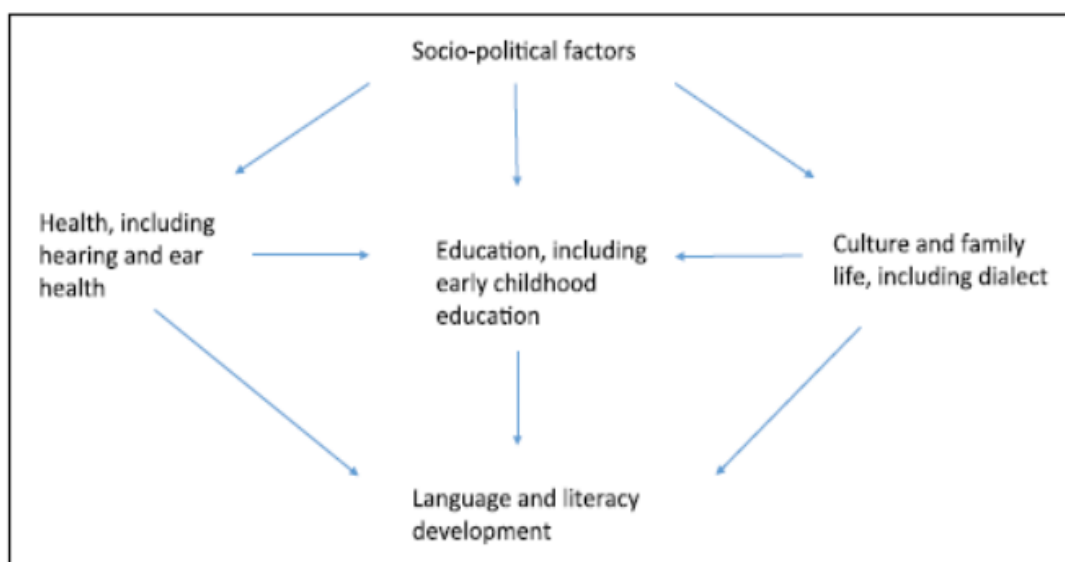 Socio-political factors
Health, including
hearing and ear
health
Education, including
early childhood
education
Culture and family
life, including dialect
Language and literacy
development